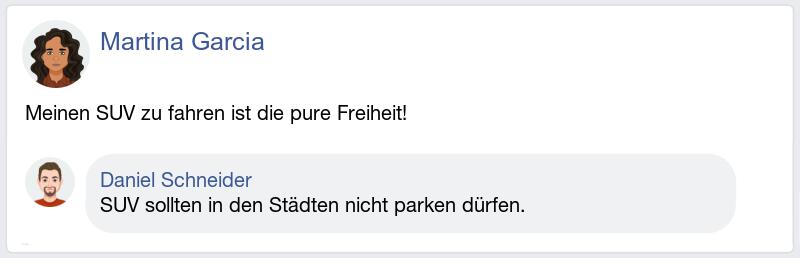 Martina Garcia
Meinen SUV zu fahren ist die pure Freiheit!
Daniel Schneider
SUV sollten in den Städten nicht parken dürfen.